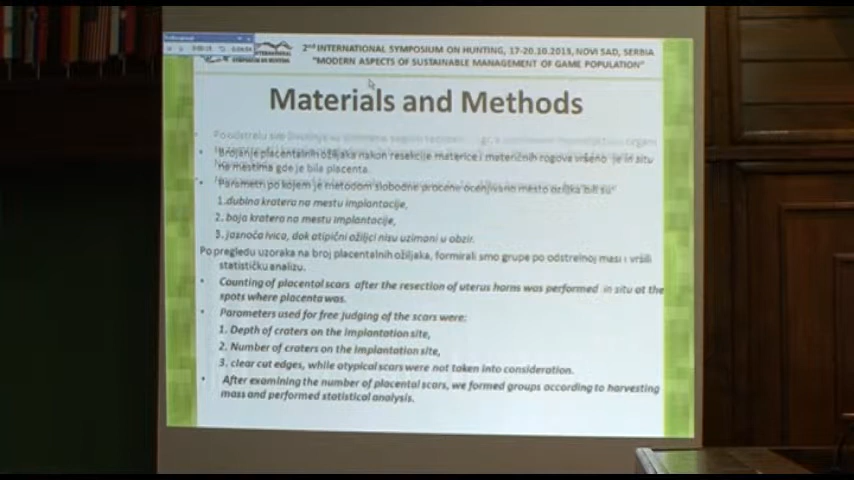 2nd INTERNATIONAL SYMPOSIUM ON HUNTING, 17-20.10.2013, NOVI SAD, SERBIA
"MODERN ASPECTS OF SUSTAINABLE MANAGEMENT OF GAME POPULATION"
Materials and Methods
• Brojanje placentalnih ožiljaka nakon resekcije materice i materičnih rogova vršeno je in situ
na mestima gde je bila placenta.
• Parametri po kojem je metodom slobodne procene ocenjivano mesto ožiljka bili su
1. dubina kratera na mestu implantacije,
2. boja kratera na mestu implantacije,
3. jasnoća ivica, dok atipični ožiljci nisu uzimani u obzir.
Po pregledu uzoraka na broj placentalnih ožiljaka, formirali smo grupe po odstrelnoj masi i vršili
statističku analizu.
• Counting of placental scars after the resection of uterus horns was performed in situ at the
spots where placenta was.
• Parameters used for free judging of the scars were:
1. Depth of craters on the implantation site,
2. Number of craters on the implantation site,
3. clear cut edges, while atypical scars were not taken into consideration.
• After examining the number of placental scars, we formed groups according to harvesting
mass and performed statistical analysis.